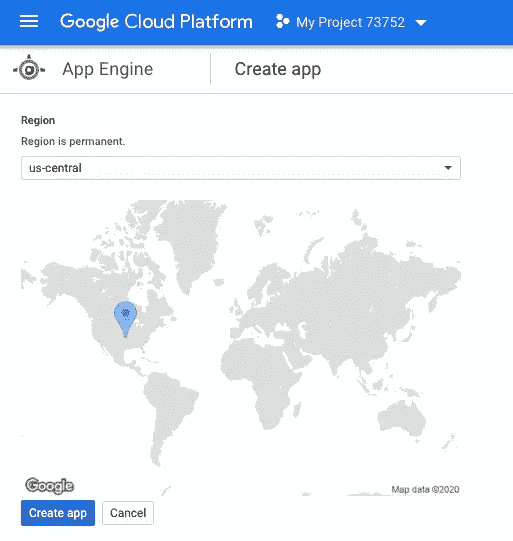 Google Cloud Platform My Project 73752
App Engine Create app
Region
Region is permanent.
us-central
Google Map data ©2020
Create app Cancel